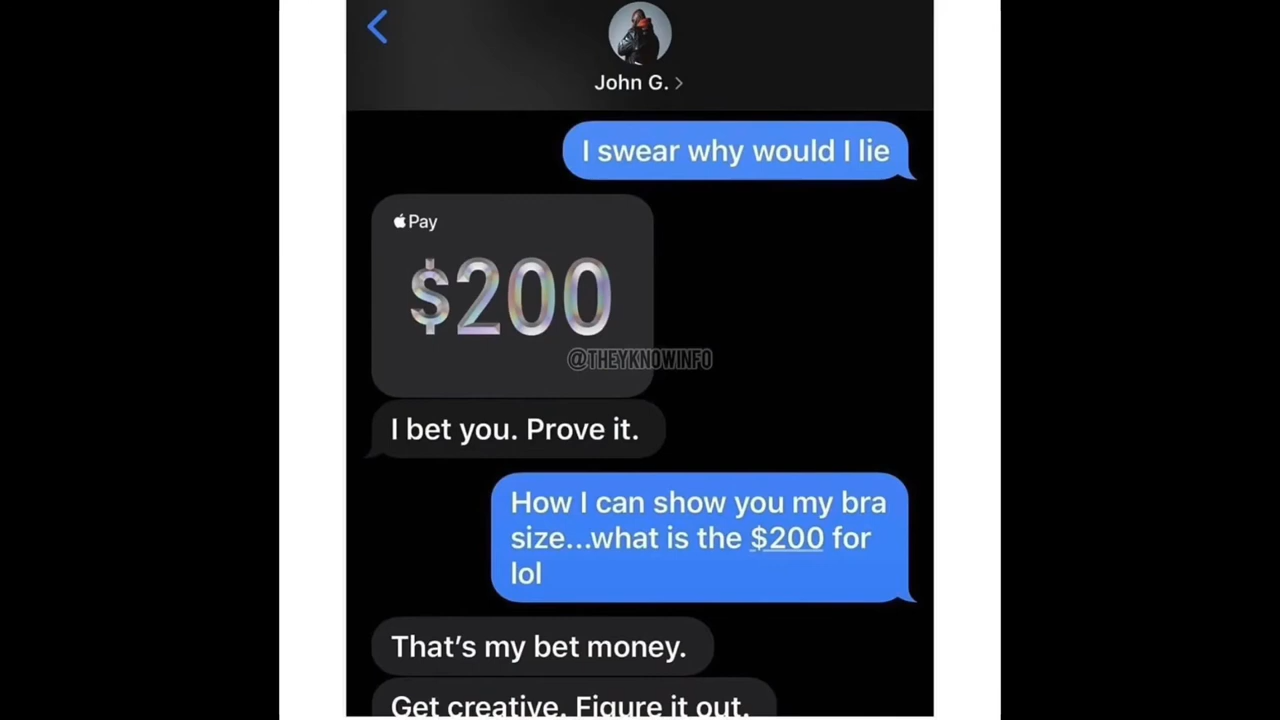 John G. >
I swear why would I lie
Pay
$200
@THEYKNOWINFO
I bet you. Prove it.
How I can show you my bra
size...what is the $200 for
lol
That's my bet money.
Get creative. Figure it out.